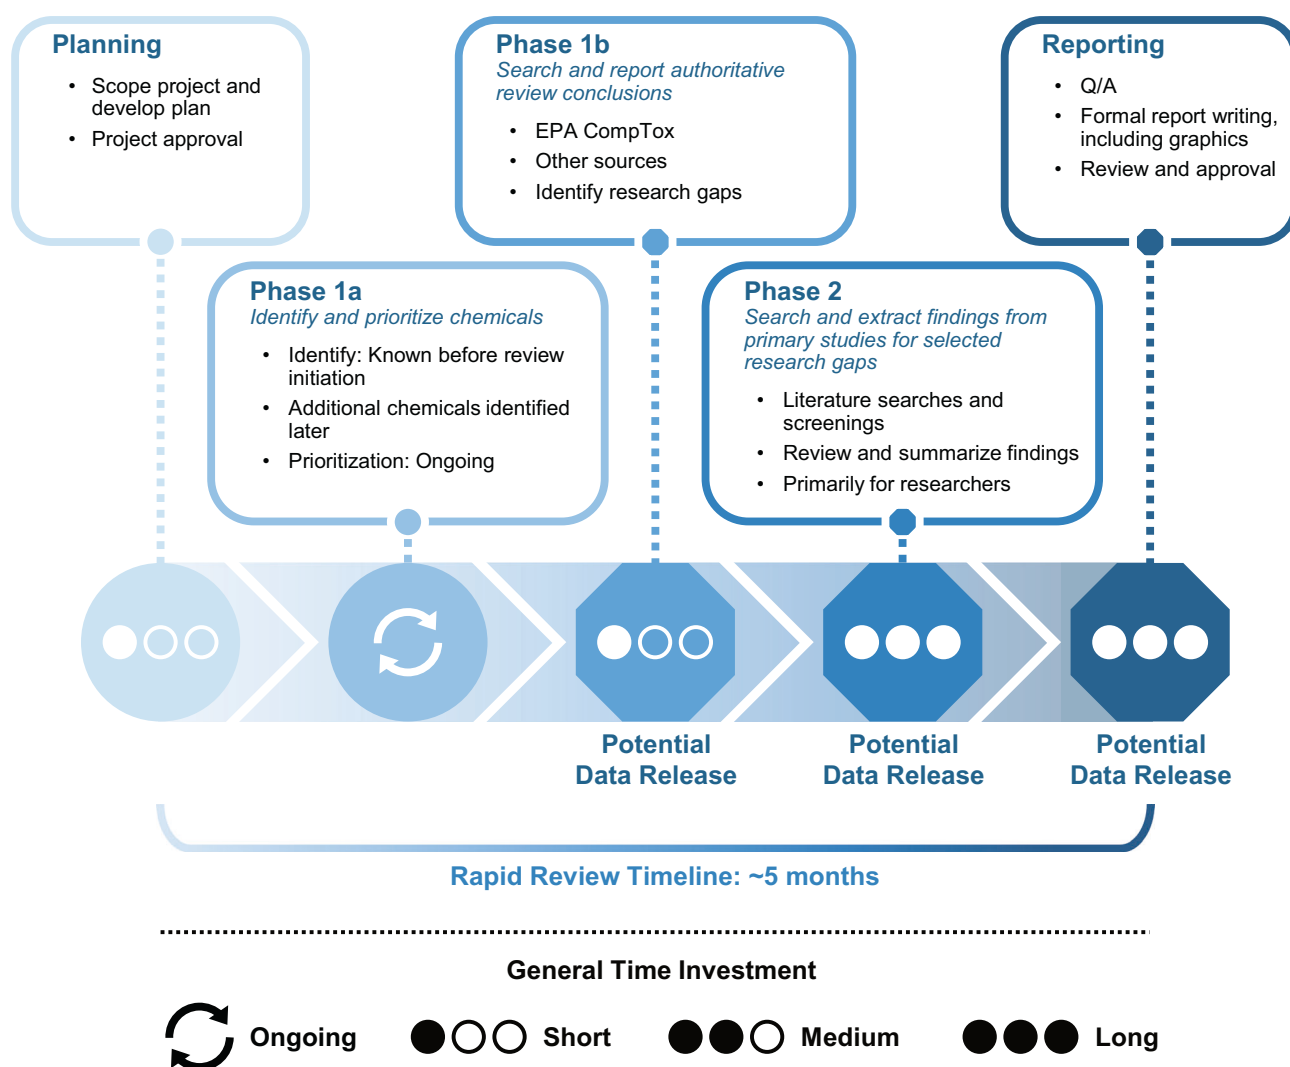 Planning
• Scope project and
develop plan
• Project approval
Phase 1a
Identify and prioritize chemicals
• Identify: Known before review
initiation
• Additional chemicals identified
later
• Prioritization: Ongoing
Phase 1b
Search and report authoritative
review conclusions
• EPA CompTox
• Other sources
• Identify research gaps
Phase 2
Search and extract findings from
primary studies for selected
research gaps
• Literature searches and
screenings
• Review and summarize findings
• Primarily for researchers
Reporting
• Q/A
• Formal report writing,
including graphics
• Review and approval
Potential
Data Release
Potential
Data Release
Potential
Data Release
Rapid Review Timeline: ~5 months
General Time Investment
Ongoing
Short
Medium
Long